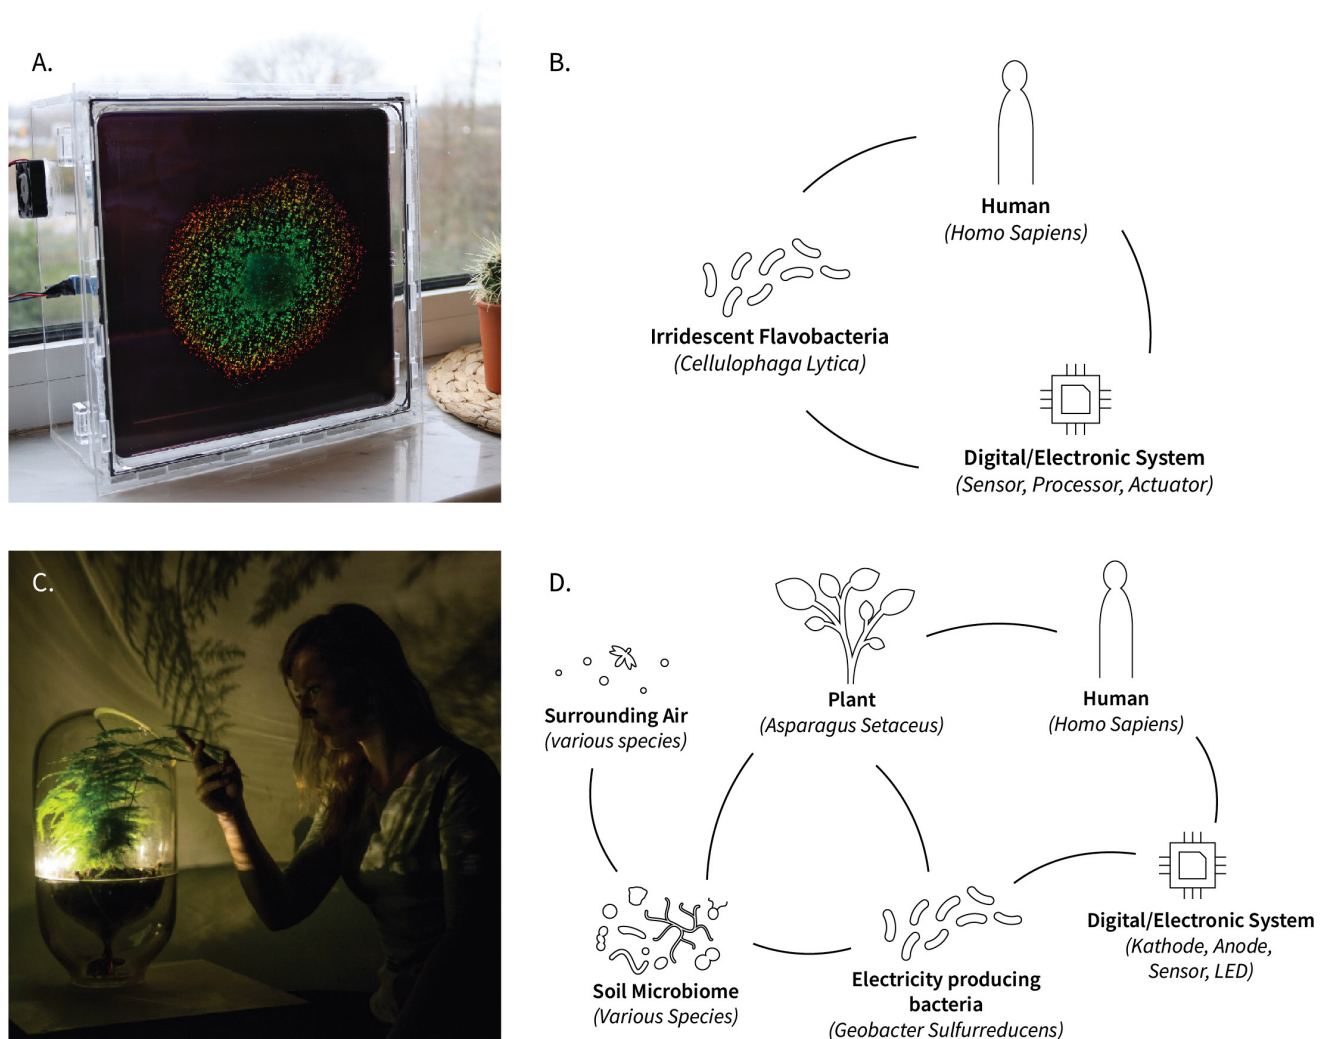 A.
B.
Human
(Homo Sapiens)
Irridescent Flavobacteria
(Cellulophaga Lytica)
Digital/Electronic System
(Sensor, Processor, Actuator)
C.
D.
Plant
(Asparagus Setaceus)
Human
(Homo Sapiens)
Surrounding Air
(various species)
Digital/Electronic System
(Kathode, Anode,
Sensor, LED)
Soil Microbiome
(Various Species)
Electricity producing
bacteria
(Geobacter Sulfurreducens)